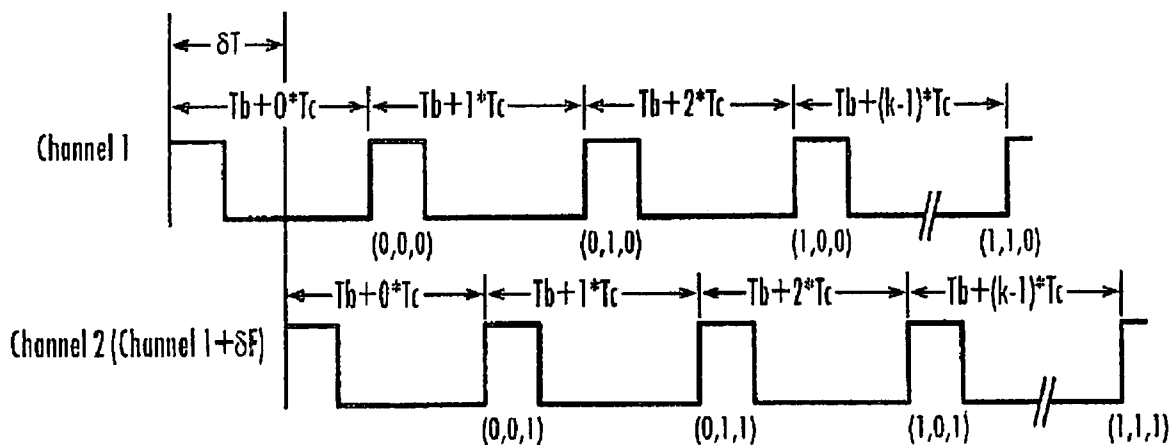 δT
Tb+0*Tc Tb+1*Tc Tb+2*Tc Tb+(k-1)*Tc
Channel 1
(0,0,0) (0,1,0) (1,0,0) (1,1,0)
Tb+0*Tc Tb+1*Tc Tb+2*Tc Tb+(k-1)*Tc
Channel 2 (Channel 1+δF)
(0,0,1) (0,1,1) (1,0,1) (1,1,1)